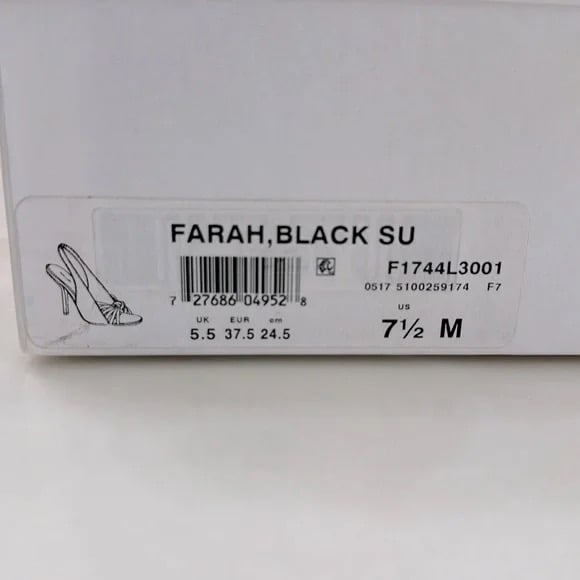 FARAH,BLACK SU
F1744L3001
7 27686 04952 8
0517 5100259174 F7
UK EUR cm
US
5.5 37.5 24.5
7½ M